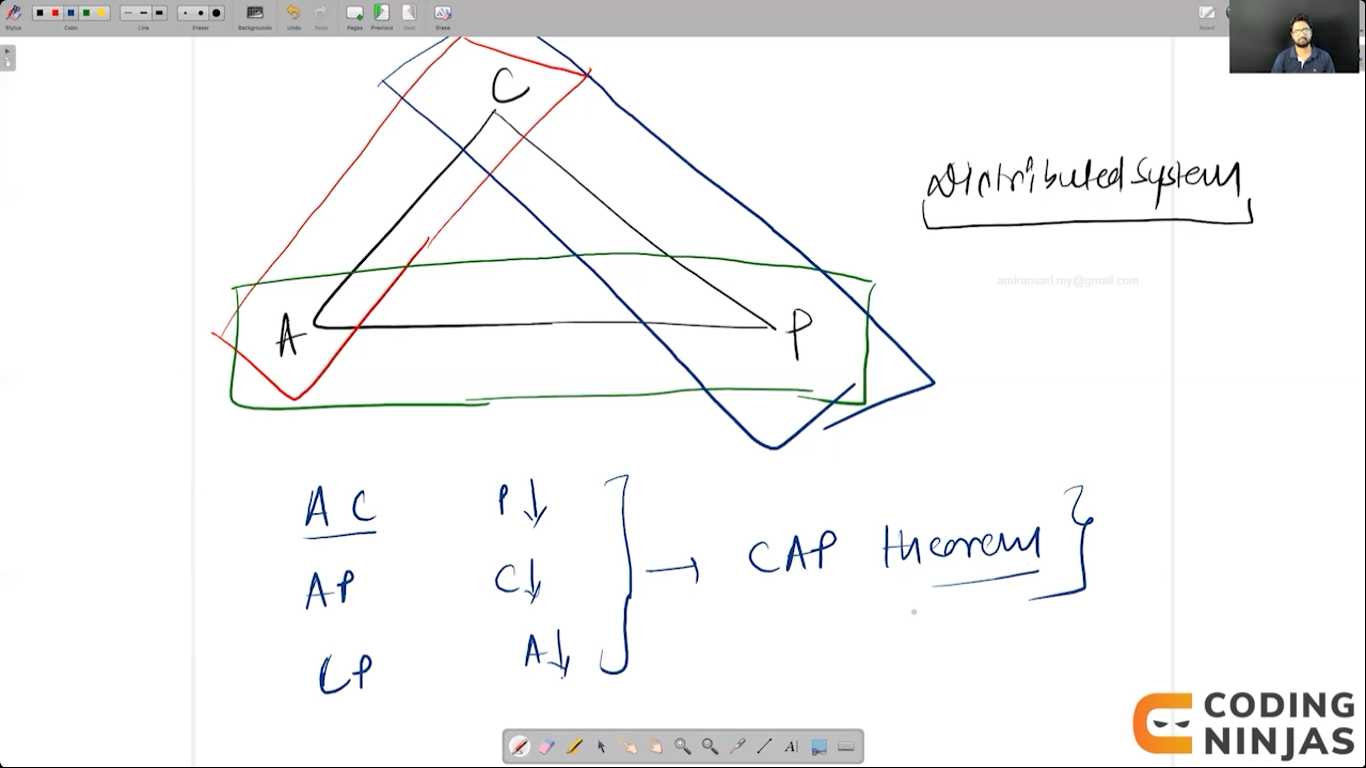 Stylus Color Line Eraser Backgrounds Undo Redo Pages Previous Next Erase Board
C
Distributed System
amiransari.my@gmail.com
A P
A C P↓
AP C↓ → CAP theorem
CP A↓
CODING
NINJAS